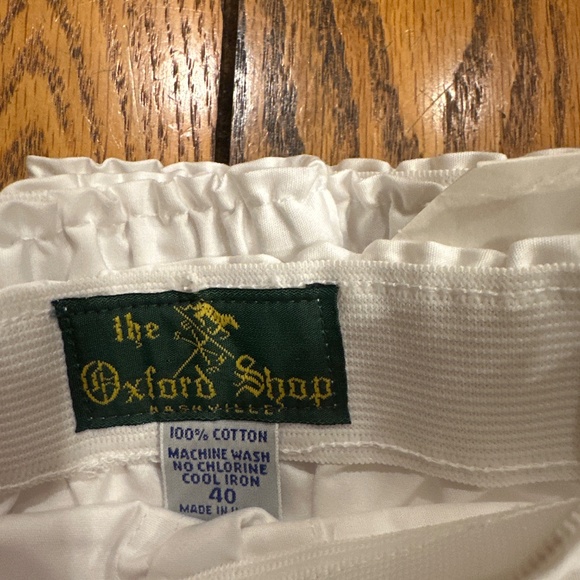 the
Oxford Shop
NASHVILLE
100% COTTON
MACHINE WASH
NO CHLORINE
COOL IRON
40
MADE IN